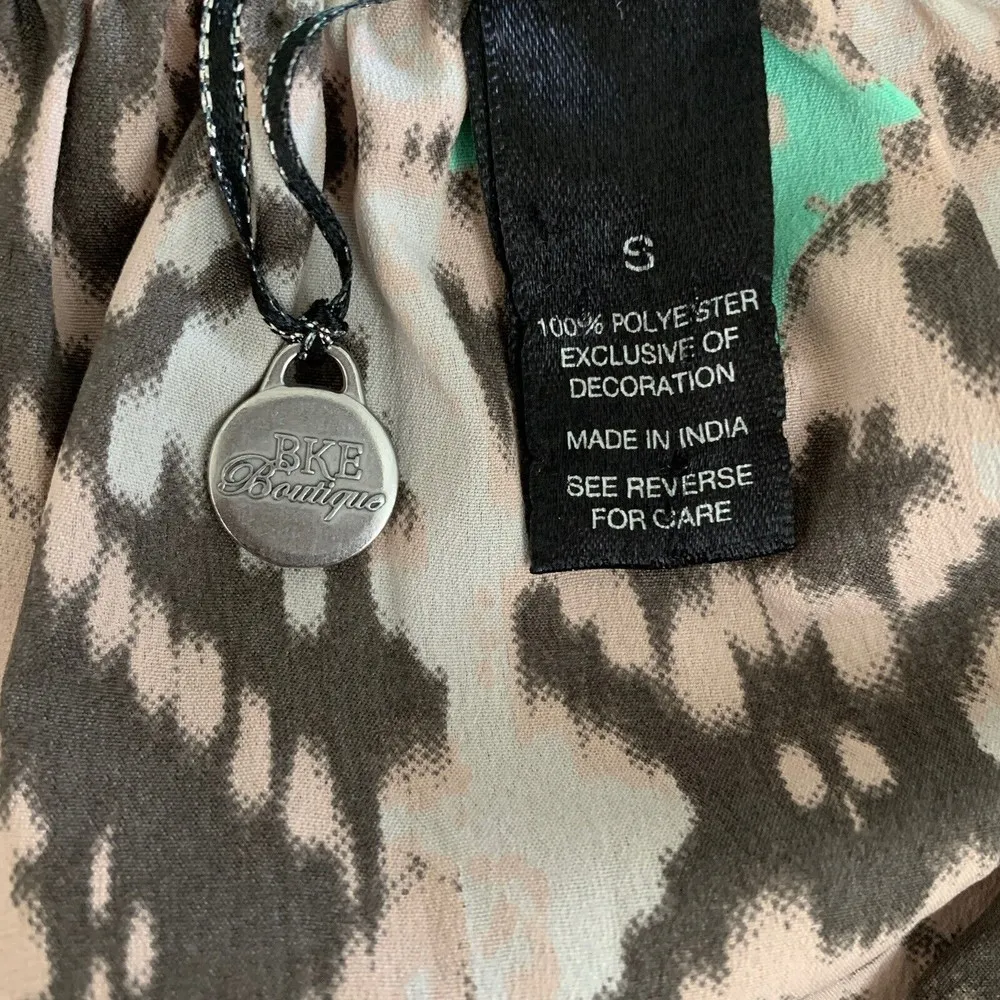 BKE
Boutique
S
100% POLYESTER
EXCLUSIVE OF
DECORATION
MADE IN INDIA
SEE REVERSE
FOR CARE